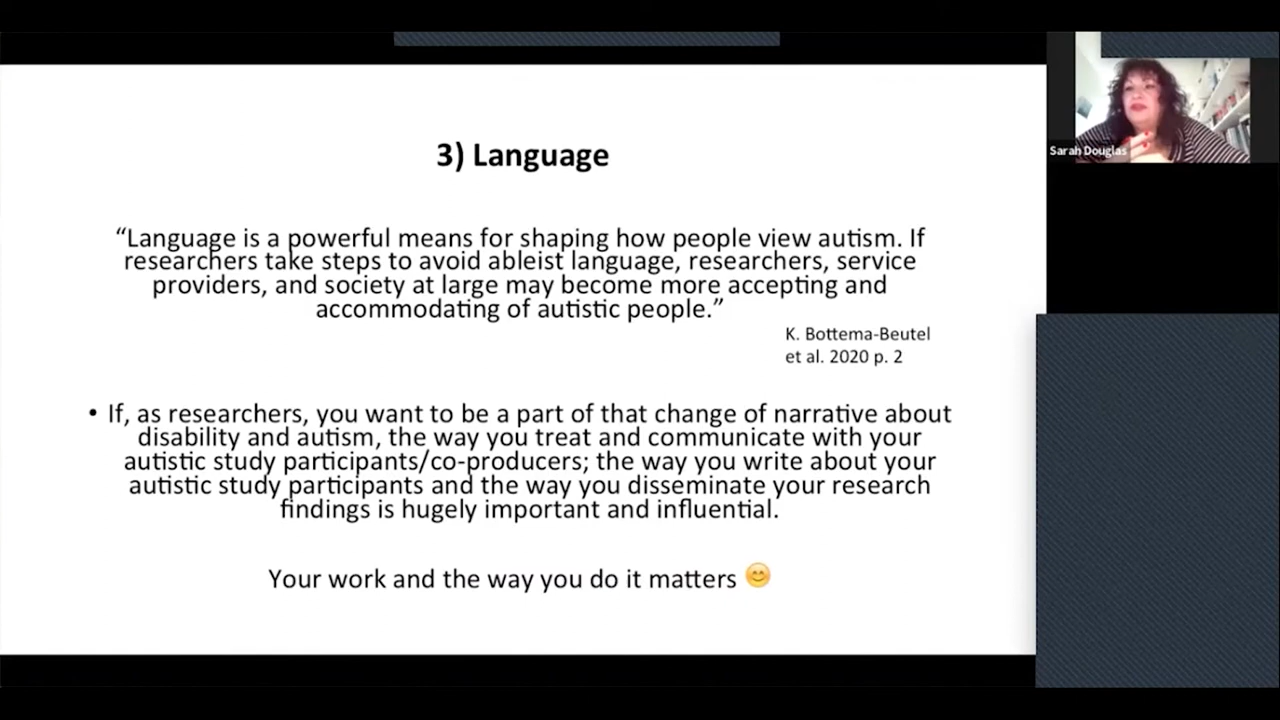 3) Language
“Language is a powerful means for shaping how people view autism. If
researchers take steps to avoid ableist language, researchers, service
providers, and society at large may become more accepting and
accommodating of autistic people.”
K. Bottema-Beutel
et al. 2020 p. 2
• If, as researchers, you want to be a part of that change of narrative about
disability and autism, the way you treat and communicate with your
autistic study participants/co-producers; the way you write about your
autistic study participants and the way you disseminate your research
findings is hugely important and influential.
Your work and the way you do it matters 😊
Sarah Douglas